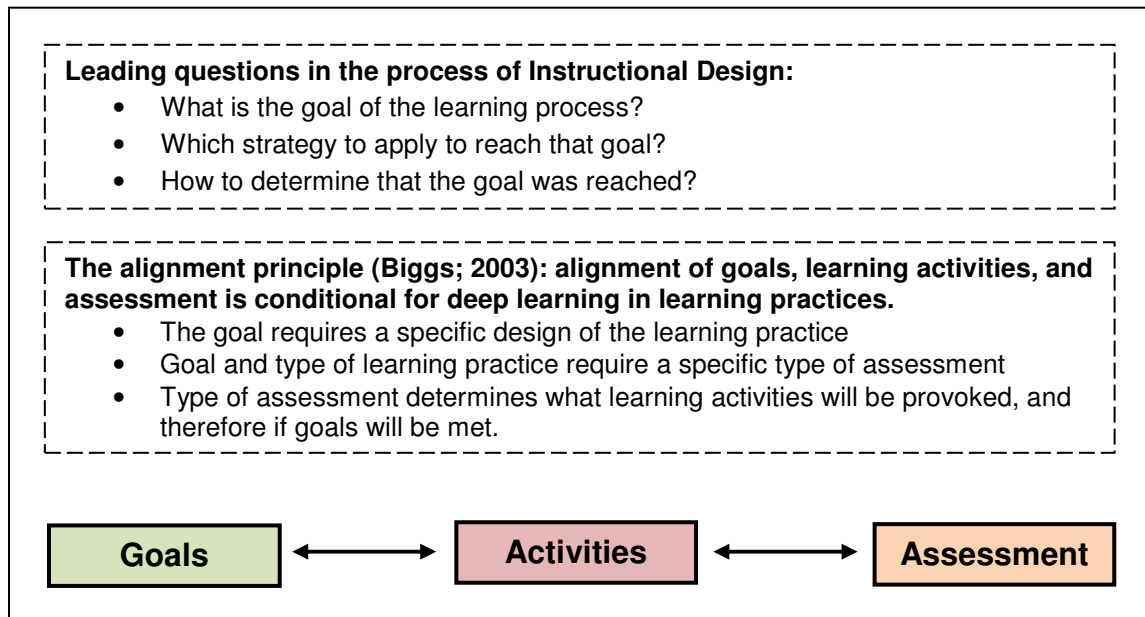 Leading questions in the process of Instructional Design:
• What is the goal of the learning process?
• Which strategy to apply to reach that goal?
• How to determine that the goal was reached?
The alignment principle (Biggs; 2003): alignment of goals, learning activities, and
assessment is conditional for deep learning in learning practices.
• The goal requires a specific design of the learning practice
• Goal and type of learning practice require a specific type of assessment
• Type of assessment determines what learning activities will be provoked, and
therefore if goals will be met.
Goals
Activities
Assessment